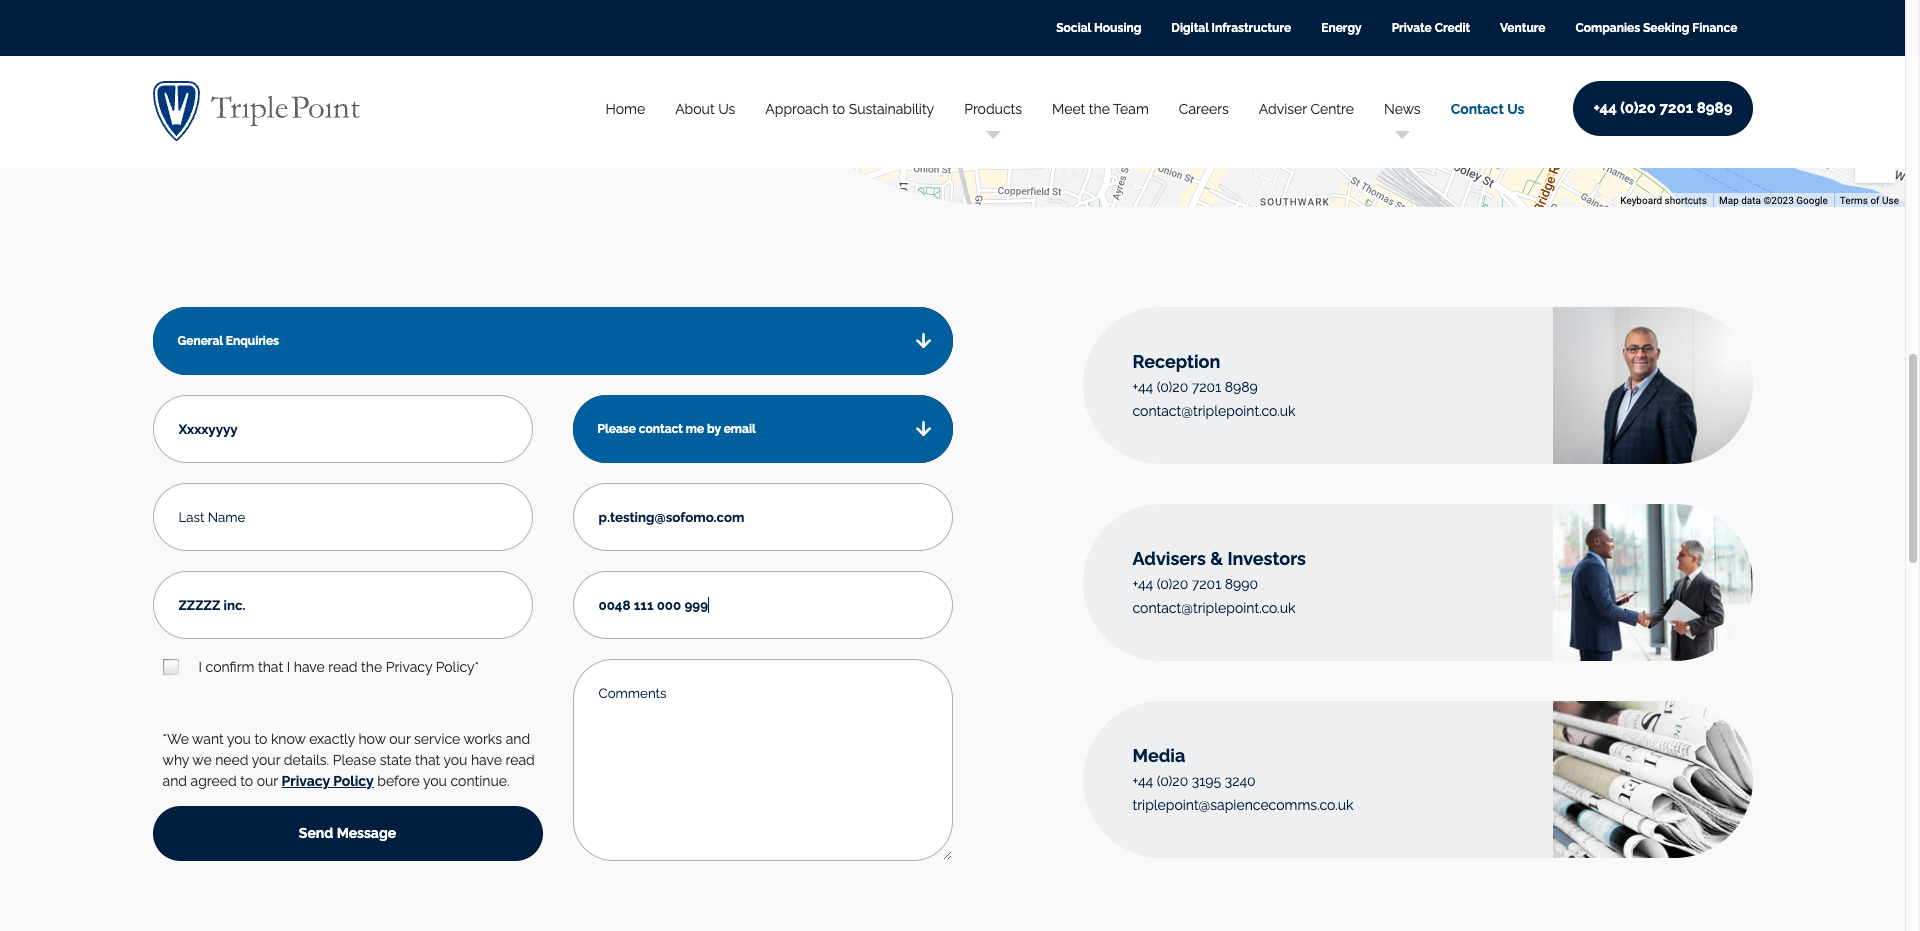 Social Housing
Digital Infrastructure
Energy
Private Credit
Venture
Companies Seeking Finance
Triple Point
Home
About Us
Approach to Sustainability
Products
Meet the Team
Careers
Adviser Centre
News
Contact Us
+44 (0)20 7201 8989
Union St
Copperfield St
Ayres S
Union St
SOUTHWARK
St Thomas St
ooley St
Bridge R
Thames
Gains
Keyboard shortcuts
Map data ©2023 Google
Terms of Use
General Enquiries
Xxxxyyyy
Please contact me by email
Last Name
p.testing@sofomo.com
ZZZZZ inc.
0048 111 000 999
I confirm that I have read the Privacy Policy*
Comments
*We want you to know exactly how our service works and
why we need your details. Please state that you have read
and agreed to our Privacy Policy before you continue.
Send Message
Reception
+44 (0)20 7201 8989
contact@triplepoint.co.uk
Advisers & Investors
+44 (0)20 7201 8990
contact@triplepoint.co.uk
Media
+44 (0)20 3195 3240
triplepoint@sapiencecomms.co.uk